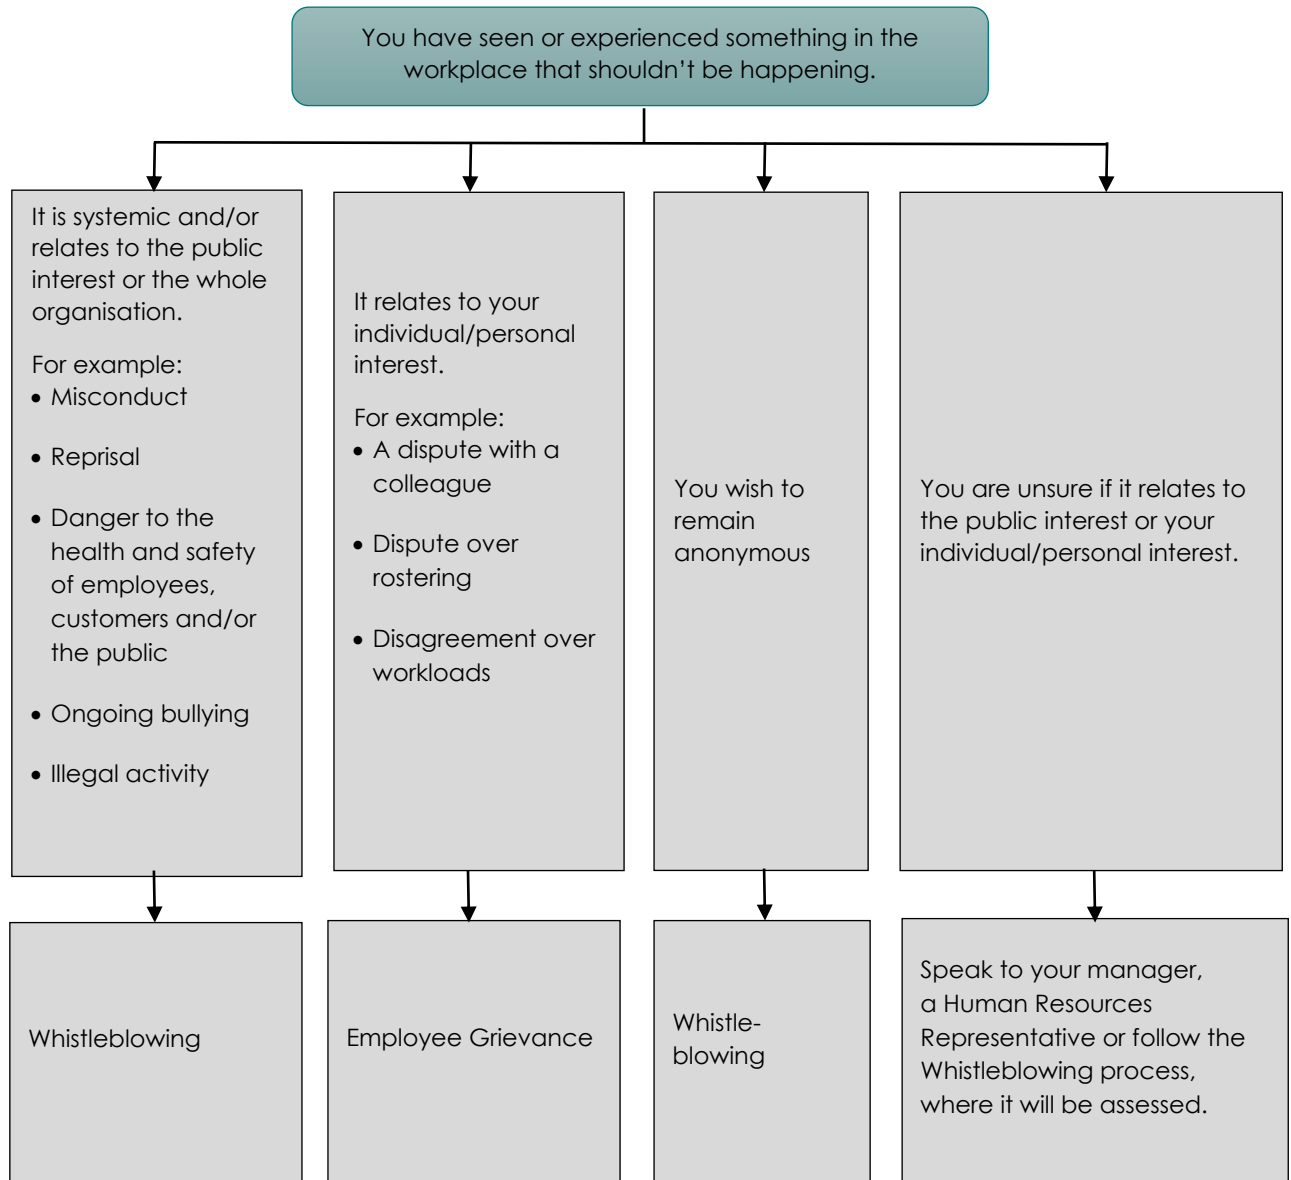 You have seen or experienced something in the
workplace that shouldn’t be happening.
It is systemic and/or
relates to the public
interest or the whole
organisation.
For example:
• Misconduct
• Reprisal
• Danger to the
health and safety
of employees,
customers and/or
the public
• Ongoing bullying
• Illegal activity
It relates to your
individual/personal
interest.
For example:
• A dispute with a
colleague
• Dispute over
rostering
• Disagreement over
workloads
You wish to
remain
anonymous
You are unsure if it relates to
the public interest or your
individual/personal interest.
Whistleblowing
Employee Grievance
Whistle-
blowing
Speak to your manager,
a Human Resources
Representative or follow the
Whistleblowing process,
where it will be assessed.